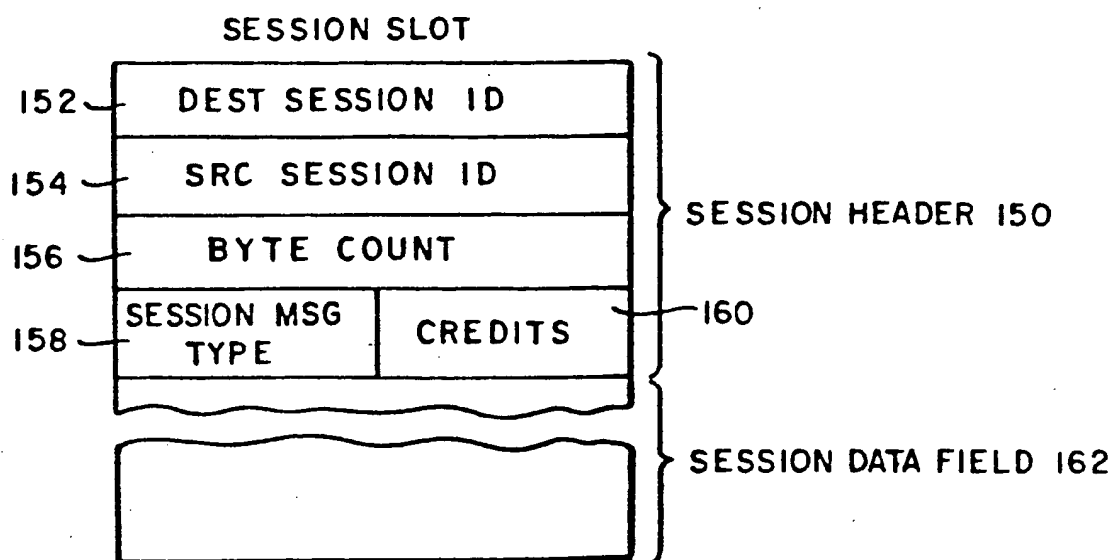 SESSION SLOT
152
DEST SESSION ID
154
SRC SESSION ID
SESSION HEADER 150
156
BYTE COUNT
158
SESSION MSG
TYPE
CREDITS
160
SESSION DATA FIELD 162